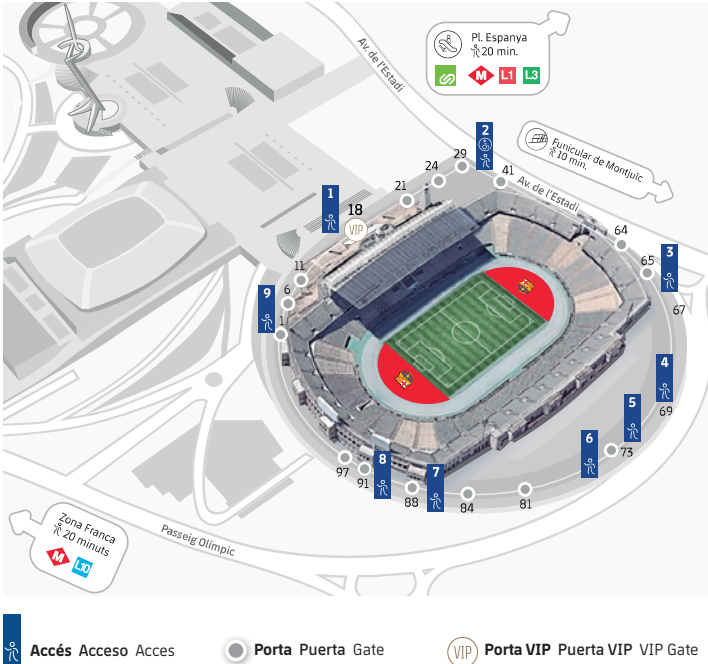 Pl. Espanya
20 min.
M L1 L3
Av. de l'Estadi
2
Funicular de Montjuic
10 min.
29
24
41
Av. de l'Estadi
1
21
18
VIP
64
3
65
11
9
6
67
1
4
69
5
6
73
97
91
8
7
88
84
81
Zona Franca
20 minuts
M L10
Passeig Olímpic
Accés Acceso Acces
Porta Puerta Gate
VIP Porta VIP Puerta VIP VIP Gate